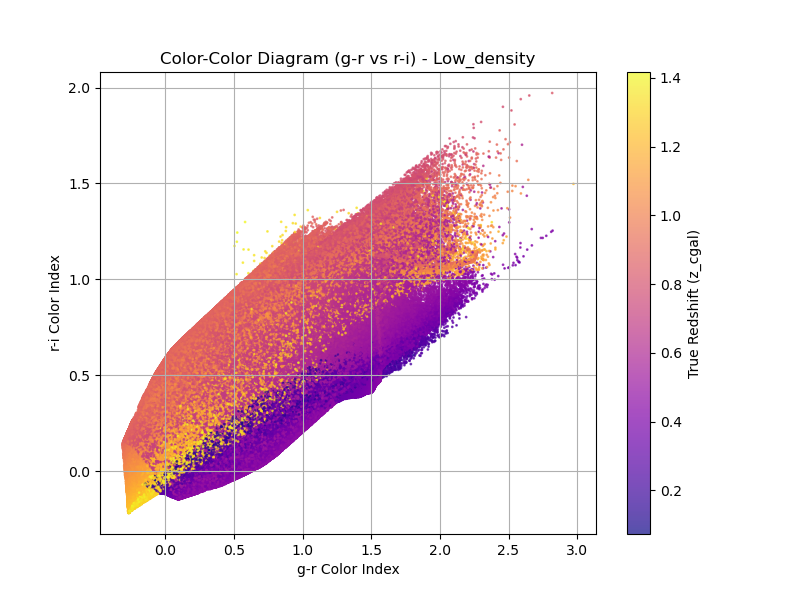 Color-Color Diagram (g-r vs r-i) - Low_density
2.0
1.5
1.0
0.5
0.0
r-i Color Index
0.0 0.5 1.0 1.5 2.0 2.5 3.0
g-r Color Index
1.4
1.2
1.0
0.8
0.6
0.4
0.2
True Redshift (z_cgal)